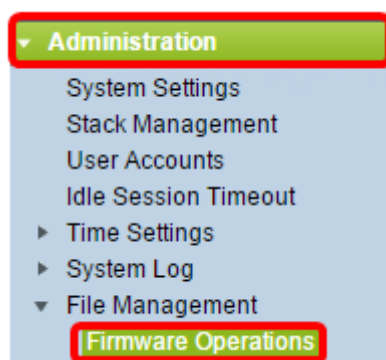 Administration
System Settings
Stack Management
User Accounts
Idle Session Timeout
Time Settings
System Log
File Management
Firmware Operations